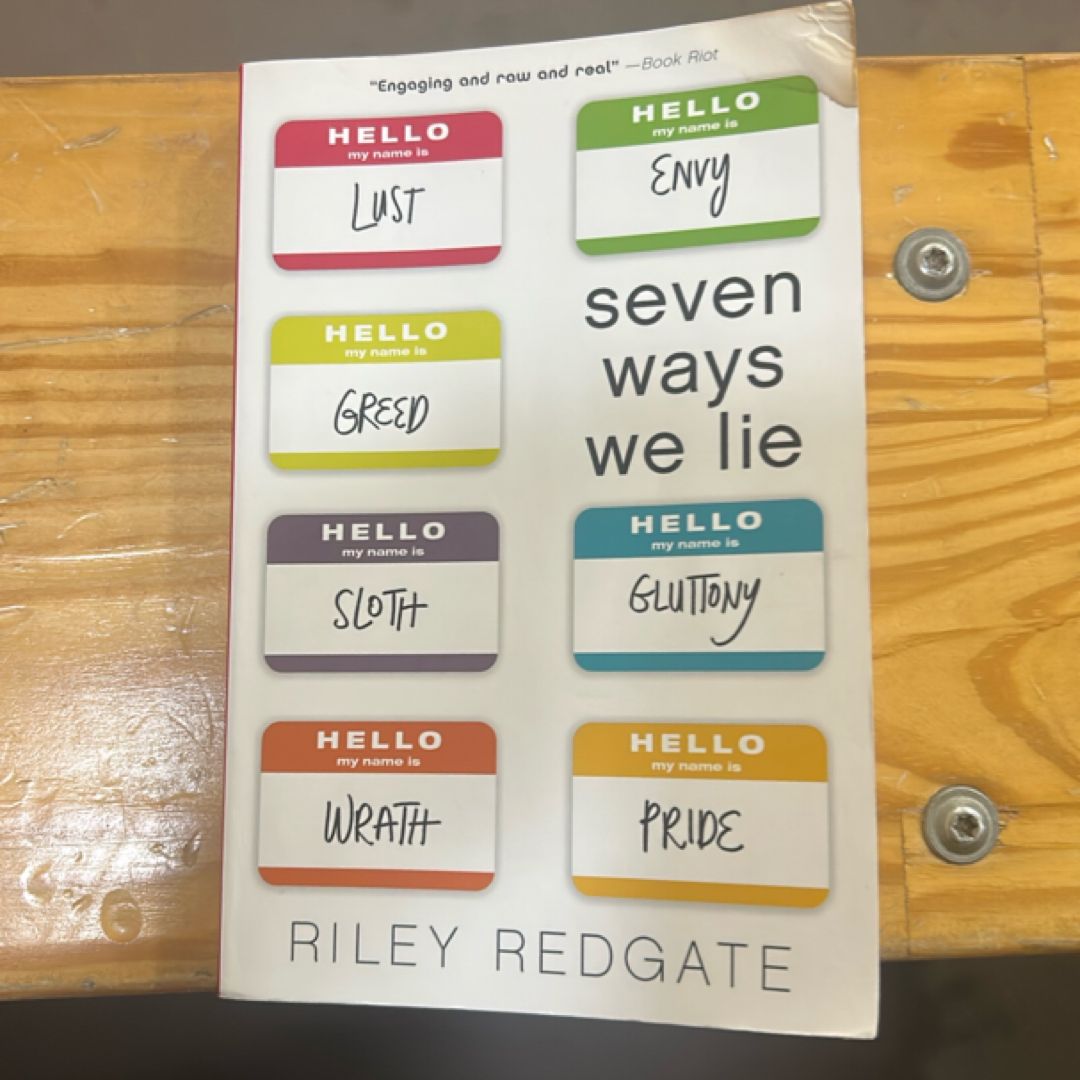 "Engaging and raw and real" —Book Riot
HELLO
my name is
LUST
HELLO
my name is
ENVY
seven
ways
we lie
HELLO
my name is
GREED
HELLO
my name is
SLOTH
HELLO
my name is
GLUTTONY
HELLO
my name is
WRATH
HELLO
my name is
PRIDE
RILEY REDGATE